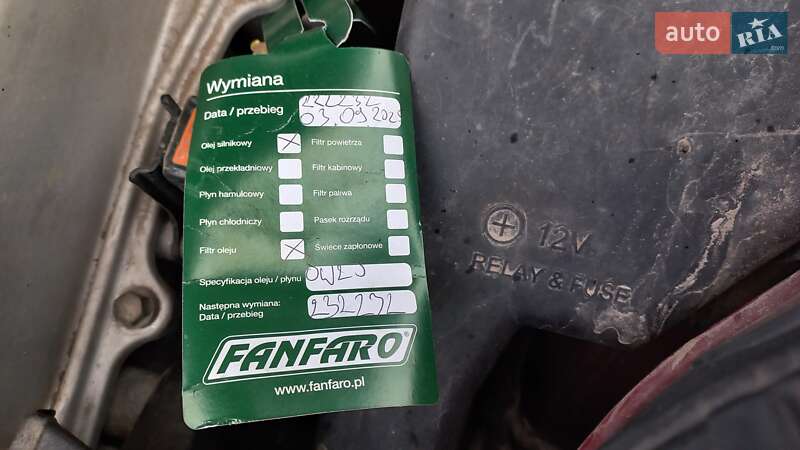 auto RIA.com
Wymiana
Data / przebieg 222232
03.09.202
Olej silnikowy Filtr powietrza
Olej przekładniowy Filtr kabinowy
Płyn hamulcowy Filtr paliwa
Płyn chłodniczy Pasek rozrządu
Filtr oleju Świece zapłonowe
Specyfikacja oleju / płynu
Następna wymiana:
Data / przebieg 232232
FANFARO®
www.fanfaro.pl
+ 12V
RELAY & FUSE